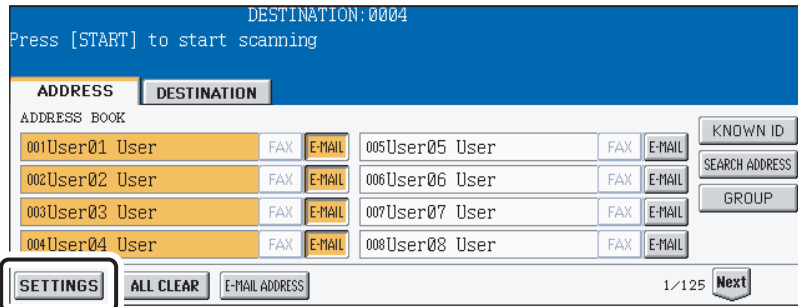 DESTINATION:0004
Press [START] to start scanning
ADDRESS DESTINATION
ADDRESS BOOK
001User01 User FAX E-MAIL 005User05 User FAX E-MAIL KNOWN ID
002User02 User FAX E-MAIL 006User06 User FAX E-MAIL SEARCH ADDRESS
003User03 User FAX E-MAIL 007User07 User FAX E-MAIL GROUP
004User04 User FAX E-MAIL 008User08 User FAX E-MAIL
SETTINGS ALL CLEAR E-MAIL ADDRESS 1/125 Next